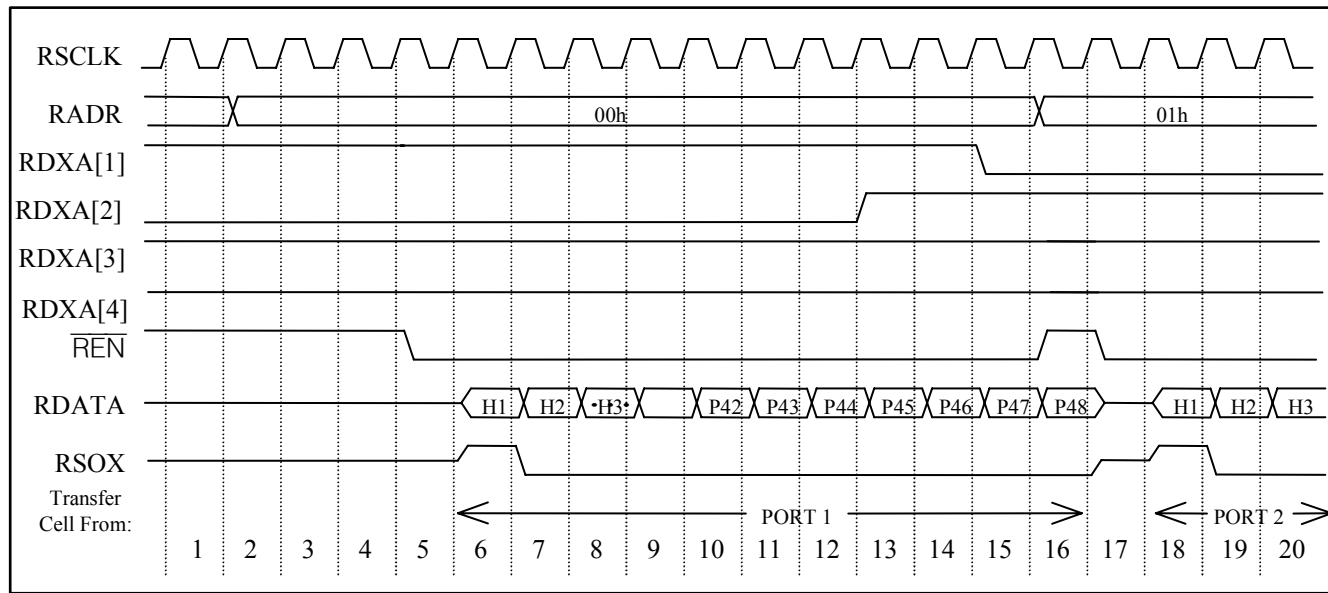 RSCLK
RADR 00h 01h
RDXA[1]
RDXA[2]
RDXA[3]
RDXA[4]
REN
RDATA H1 H2 H3 P42 P43 P44 P45 P46 P47 P48 H1 H2 H3
RSOX
Transfer
Cell From: PORT 1 PORT 2
1 2 3 4 5 6 7 8 9 10 11 12 13 14 15 16 17 18 19 20